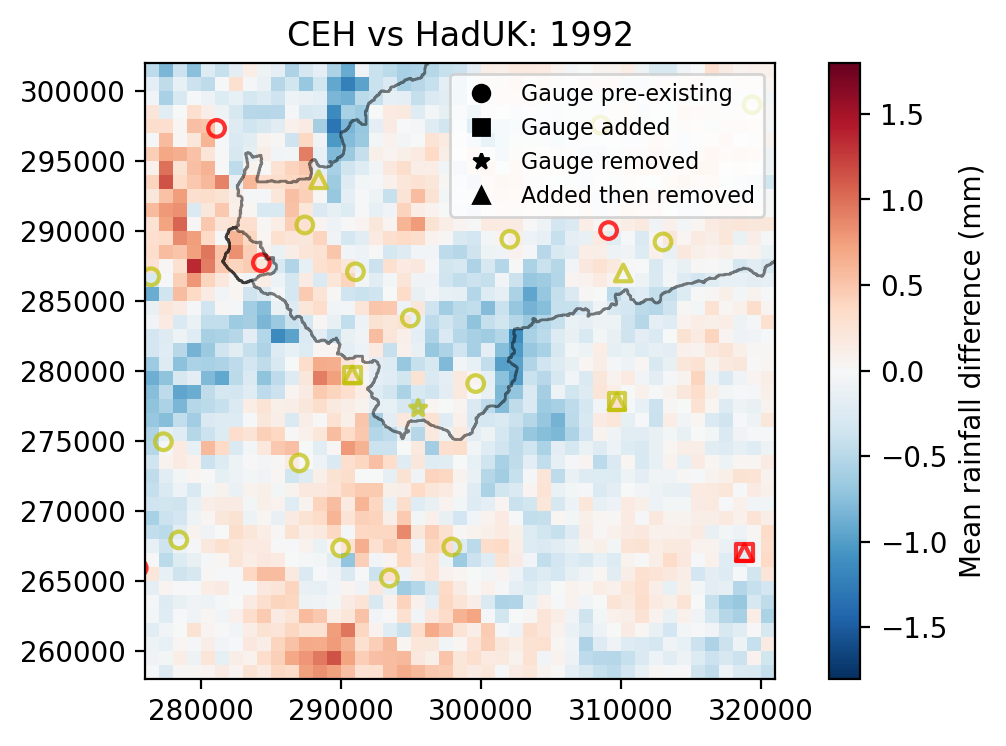 CEH vs HadUK: 1992
300000
295000
290000
285000
280000
275000
270000
265000
260000
280000 290000 300000 310000 320000
Gauge pre-existing
Gauge added
Gauge removed
Added then removed
1.5
1.0
0.5
0.0
−0.5
−1.0
−1.5
Mean rainfall difference (mm)